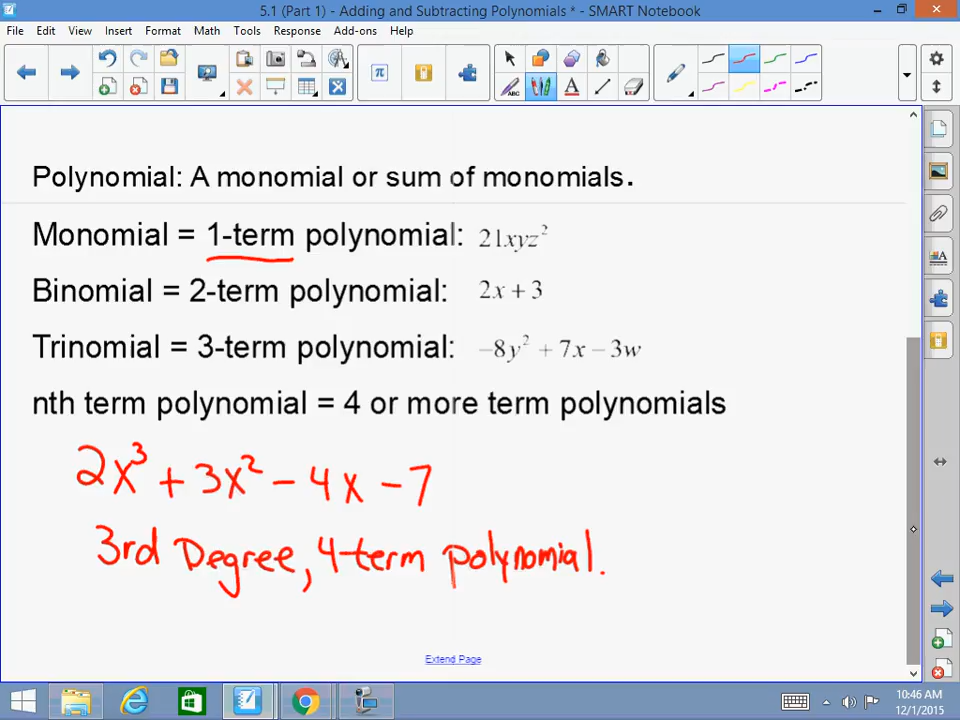 5.1 (Part 1) - Adding and Subtracting Polynomials * - SMART Notebook
File Edit View Insert Format Math Tools Response Add-ons Help
Polynomial: A monomial or sum of monomials.
Monomial = 1-term polynomial: 21xyz²
Binomial = 2-term polynomial: 2x + 3
Trinomial = 3-term polynomial: -8y² + 7x - 3w
nth term polynomial = 4 or more term polynomials
2x³ + 3x² - 4x - 7
3rd Degree, 4-term polynomial.
Extend Page
10:46 AM
12/1/2015